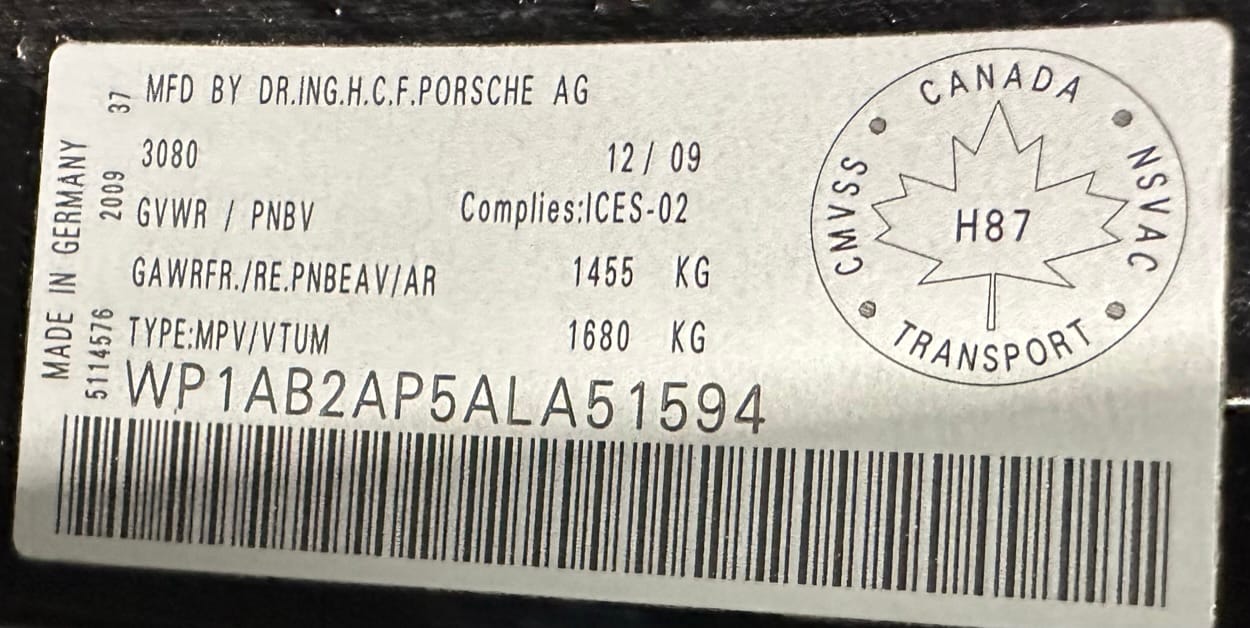 MFD BY DR.ING.H.C.F.PORSCHE AG
3080 12/ 09
GVWR / PNBV Complies:ICES-02
GAWRFR./RE.PNBEAV/AR 1455 KG
TYPE:MPV/VTUM 1680 KG
WP1AB2AP5ALA51594
MADE IN GERMANY
5114576 2009 37
CANADA
CMVSS
NSVAC
H87
TRANSPORT